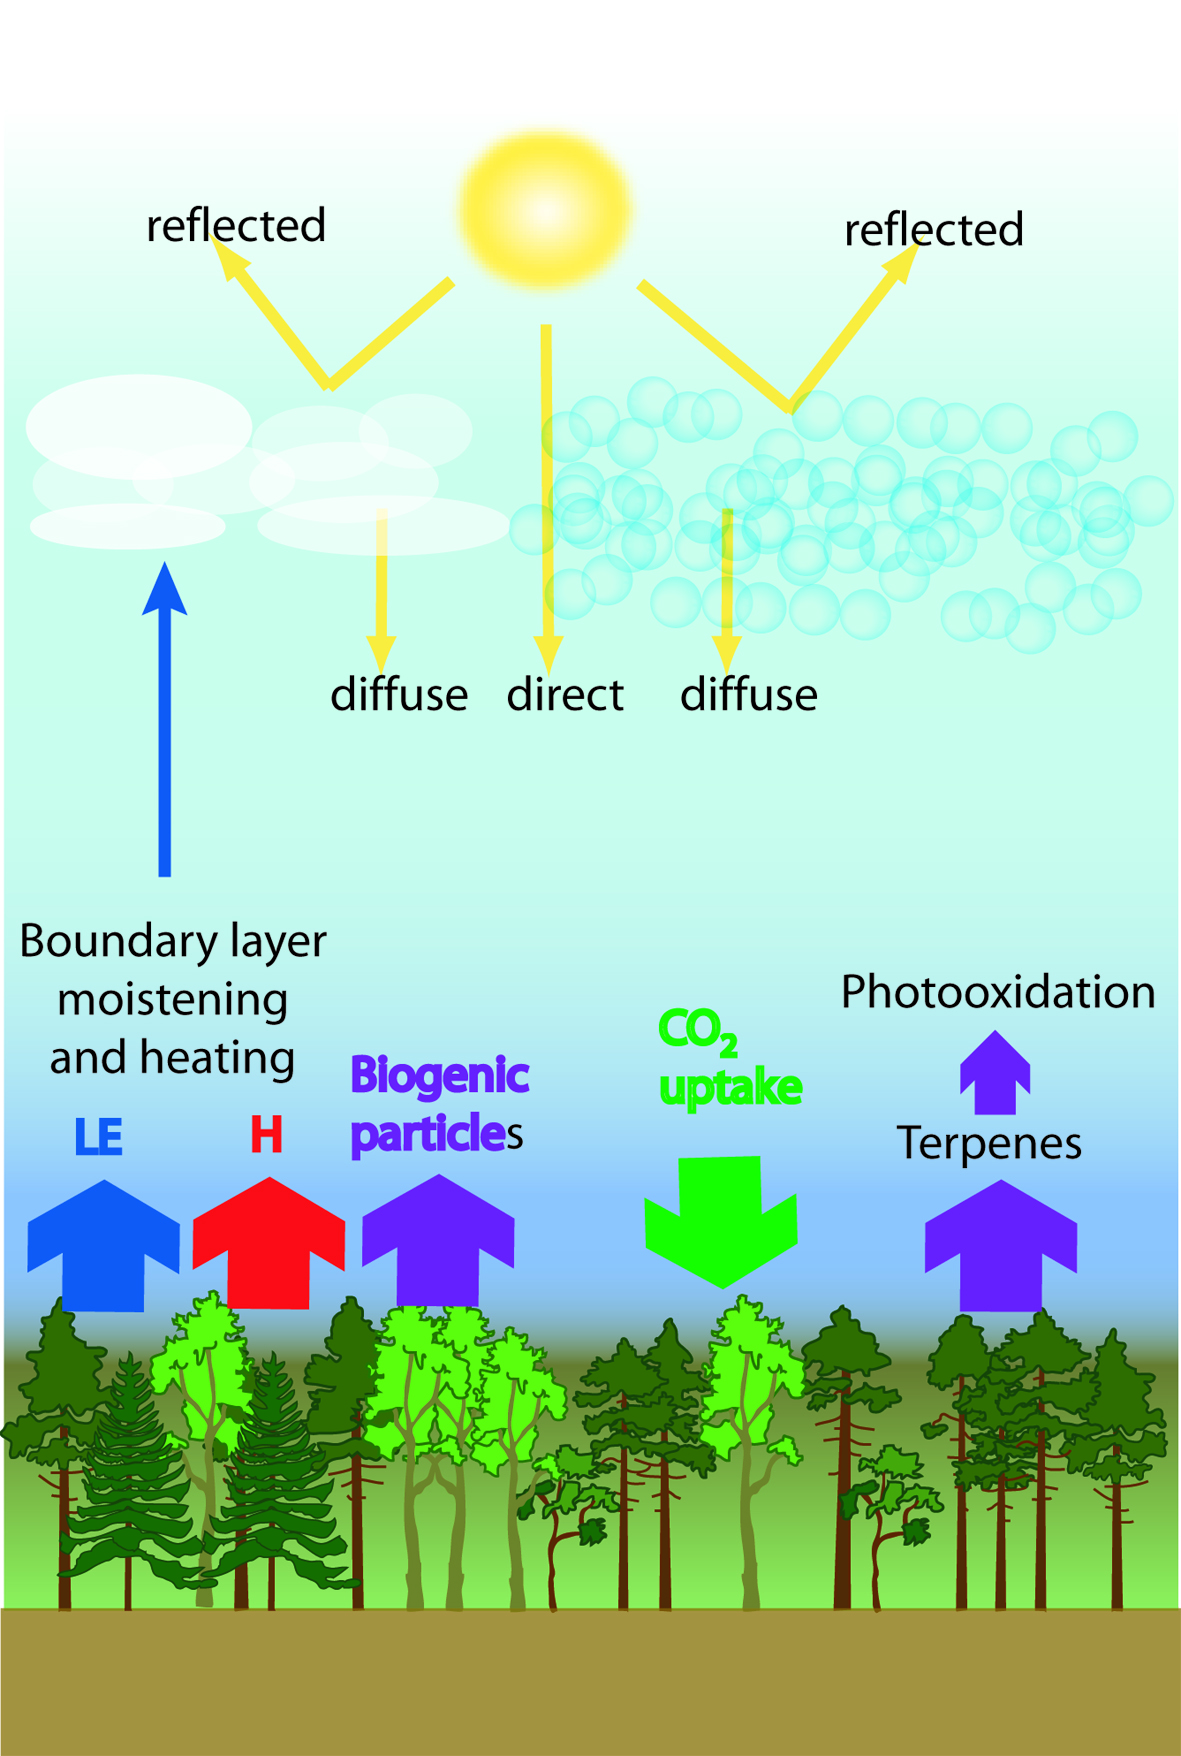 reflected
reflected
diffuse
direct
diffuse
Boundary layer
moistening
and heating
LE
H
Biogenic
particles
CO₂
uptake
Photooxidation
Terpenes